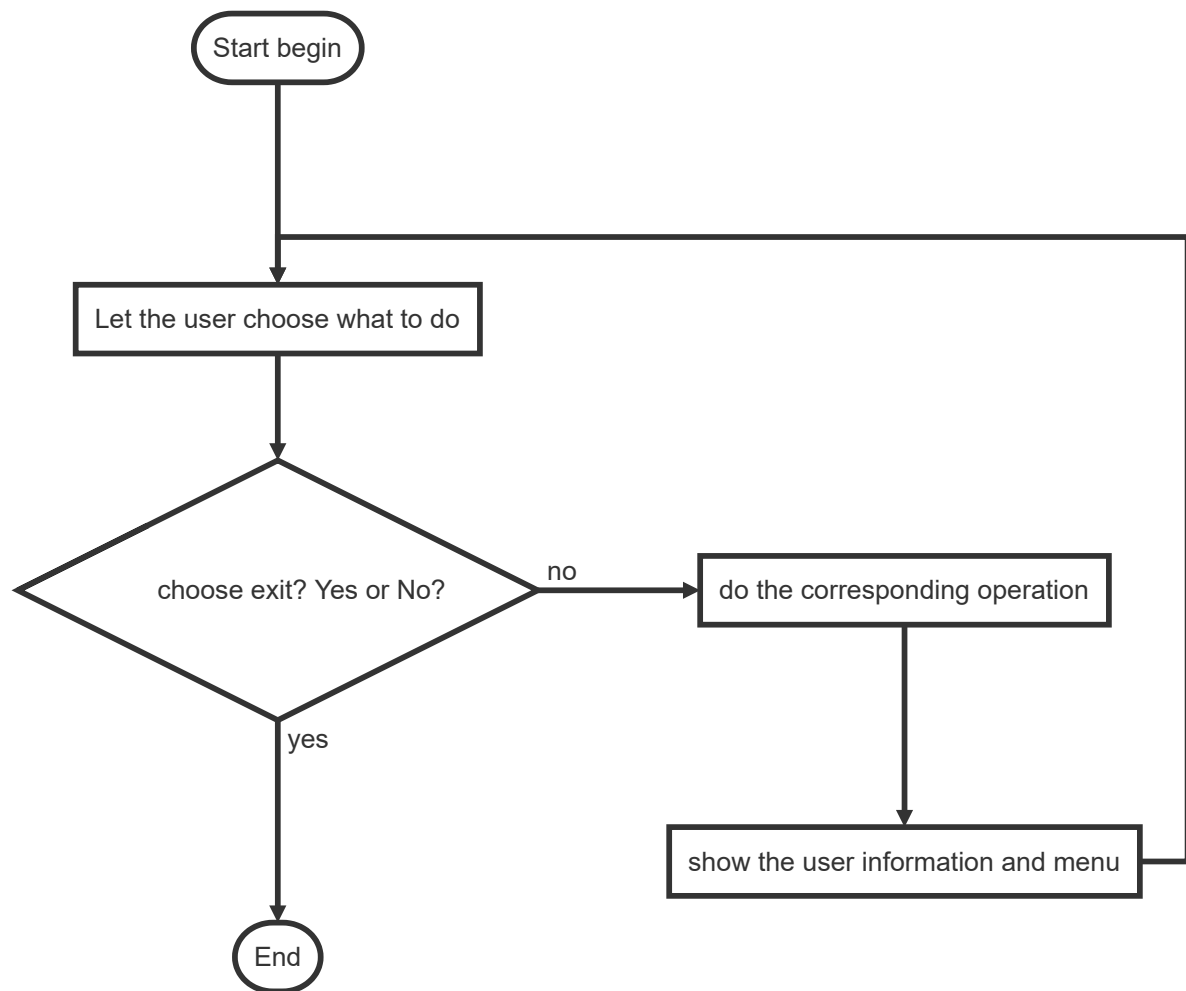 Start begin
Let the user choose what to do
choose exit? Yes or No?
no
do the corresponding operation
yes
show the user information and menu
End